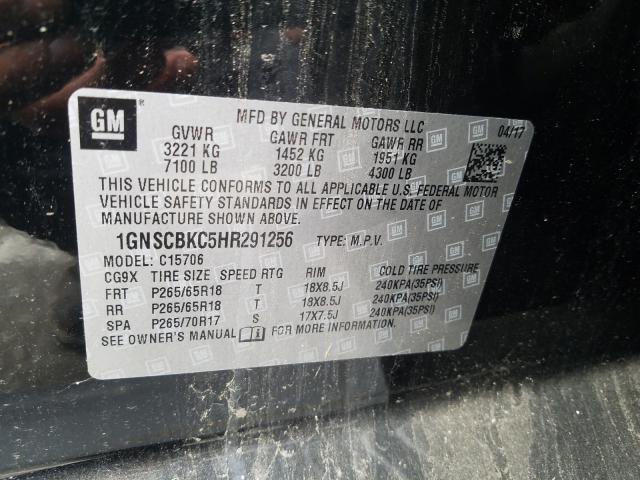 GM ®
MFD BY GENERAL MOTORS LLC 04/17
GVWR GAWR FRT GAWR RR
3221 KG 1452 KG 1951 KG
7100 LB 3200 LB 4300 LB
THIS VEHICLE CONFORMS TO ALL APPLICABLE U.S. FEDERAL MOTOR
VEHICLE SAFETY STANDARDS IN EFFECT ON THE DATE OF
MANUFACTURE SHOWN ABOVE.
1GNSCBKC5HR291256 TYPE: M.P.V.
MODEL: C15706
CG9X TIRE SIZE SPEED RTG RIM COLD TIRE PRESSURE
FRT P265/65R18 T 18X8.5J 240KPA(35PSI)
RR P265/65R18 T 18X8.5J 240KPA(35PSI)
SPA P265/70R17 S 17X7.5J 240KPA(35PSI)
SEE OWNER'S MANUAL FOR MORE INFORMATION.